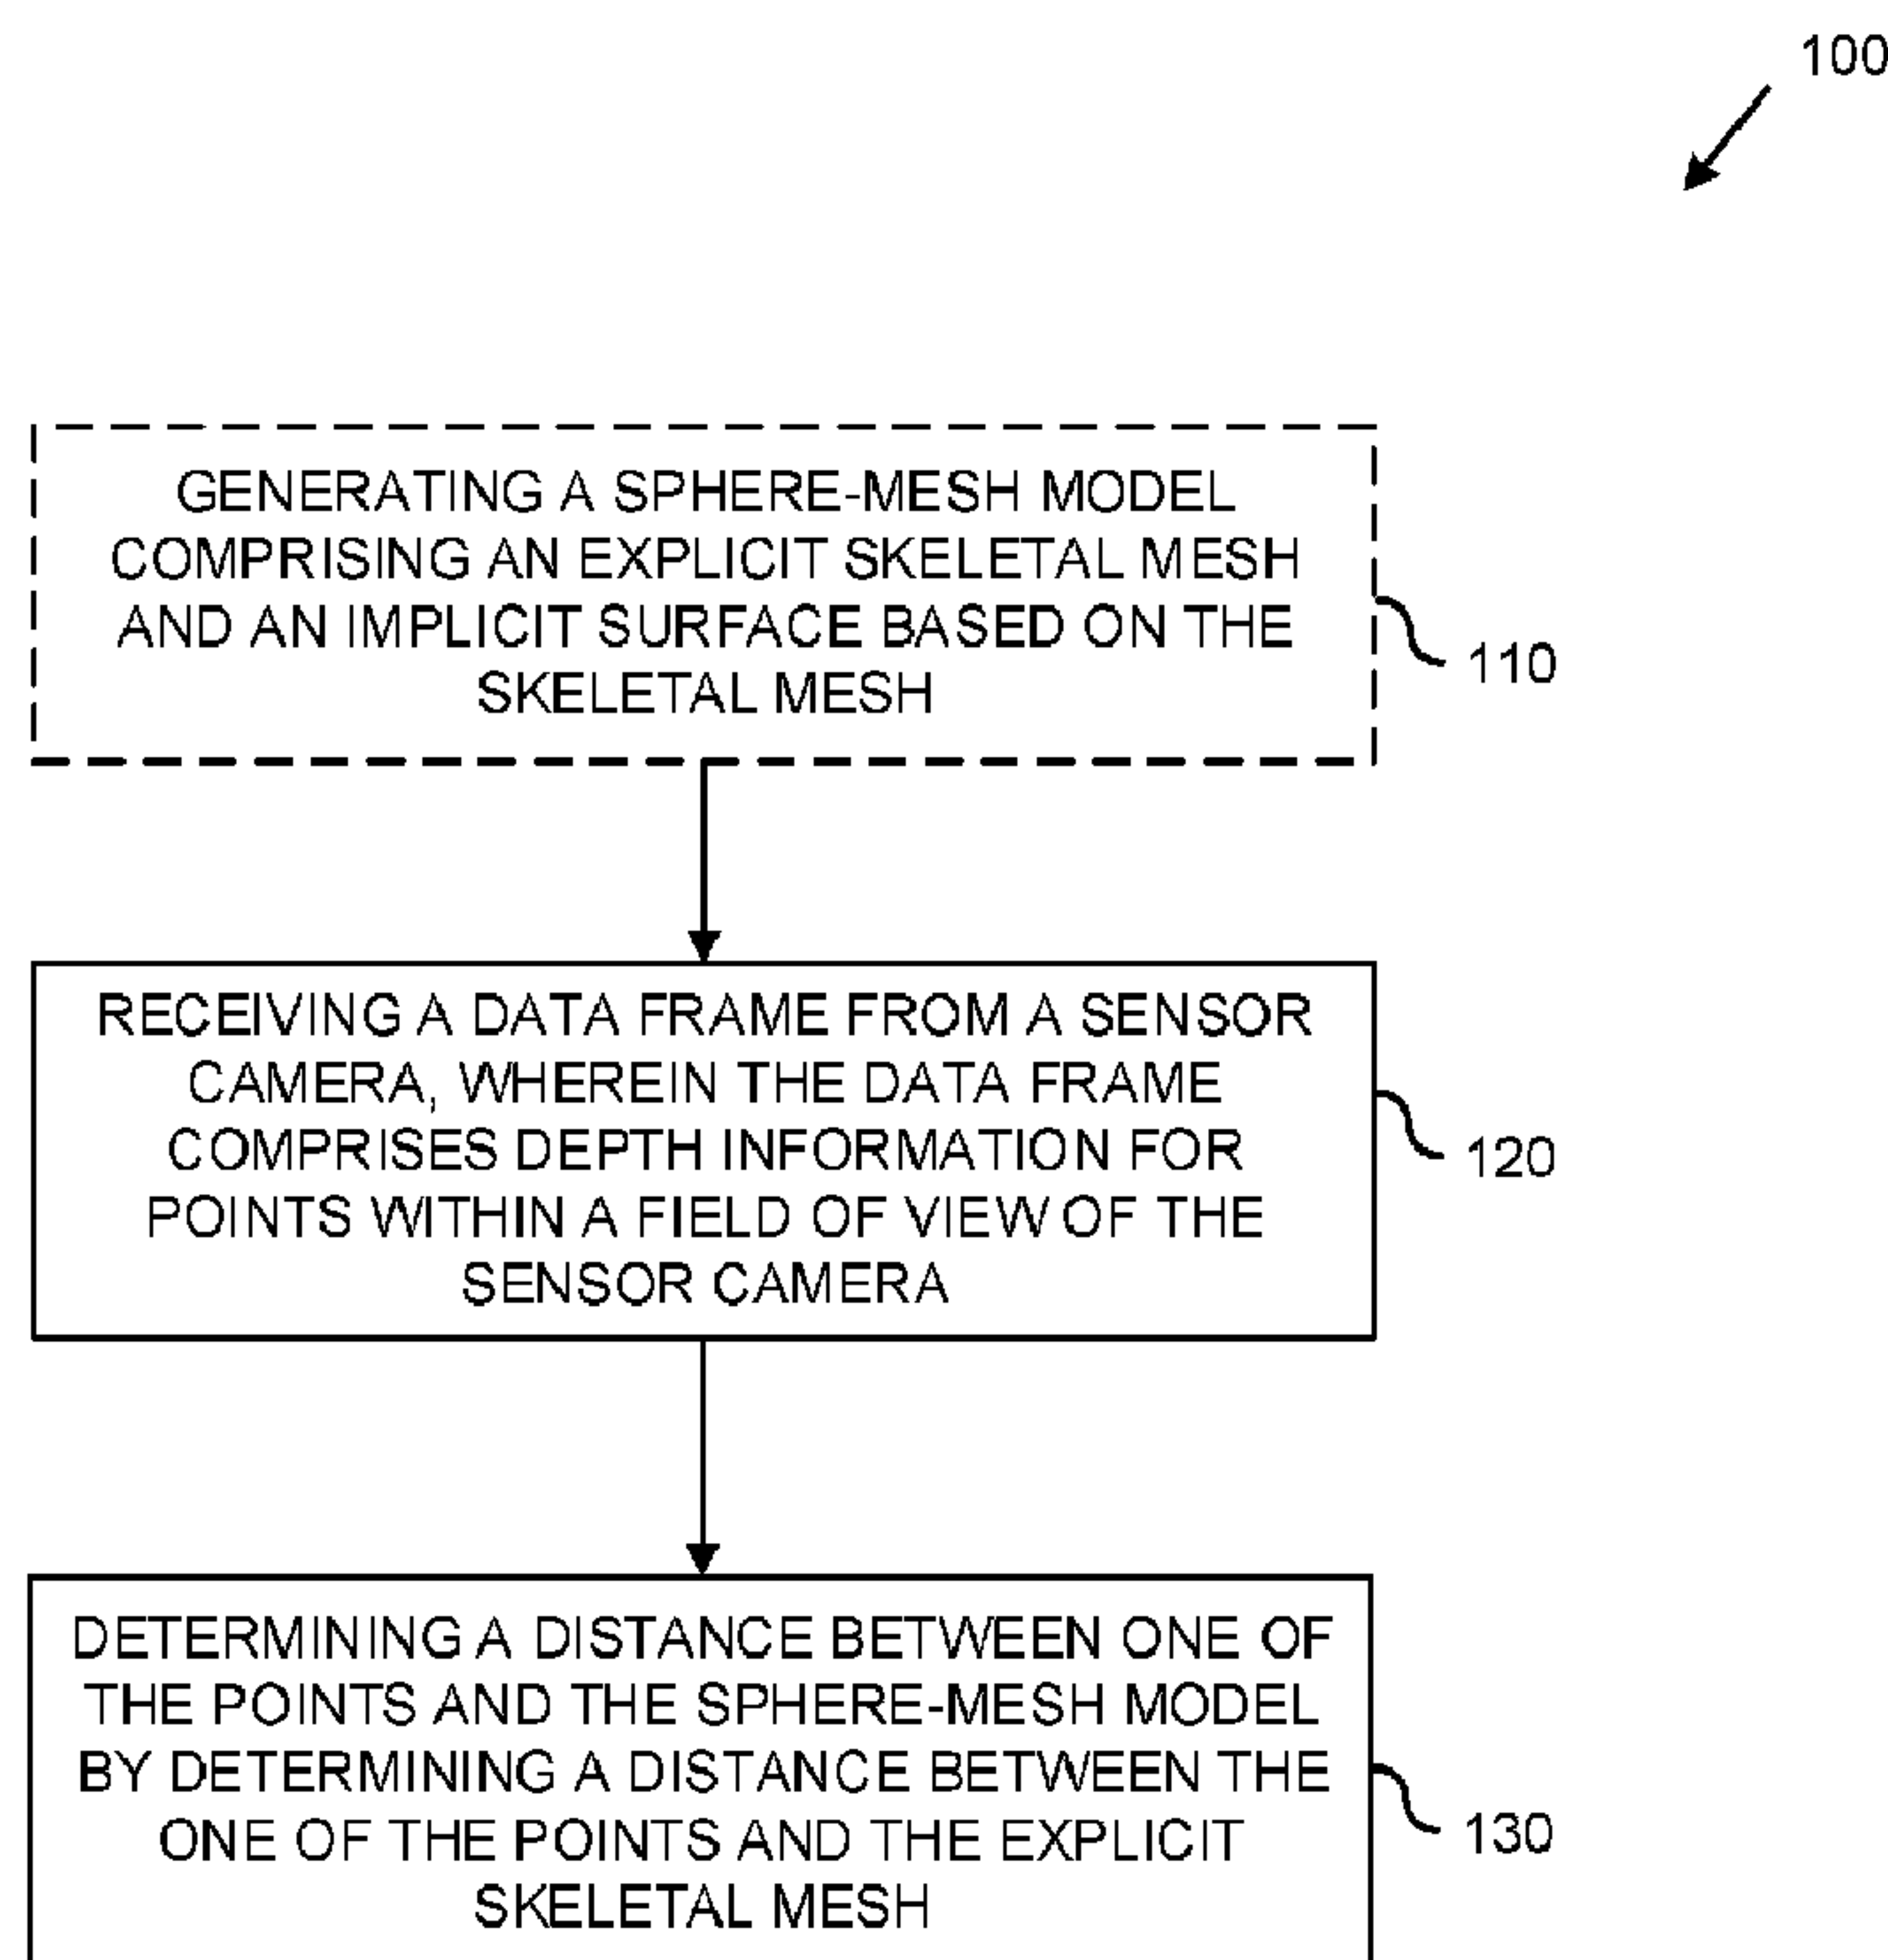 100
GENERATING A SPHERE-MESH MODEL
COMPRISING AN EXPLICIT SKELETAL MESH
AND AN IMPLICIT SURFACE BASED ON THE
SKELETAL MESH
110
RECEIVING A DATA FRAME FROM A SENSOR
CAMERA, WHEREIN THE DATA FRAME
COMPRISES DEPTH INFORMATION FOR
POINTS WITHIN A FIELD OF VIEW OF THE
SENSOR CAMERA
120
DETERMINING A DISTANCE BETWEEN ONE OF
THE POINTS AND THE SPHERE-MESH MODEL
BY DETERMINING A DISTANCE BETWEEN THE
ONE OF THE POINTS AND THE EXPLICIT
SKELETAL MESH
130